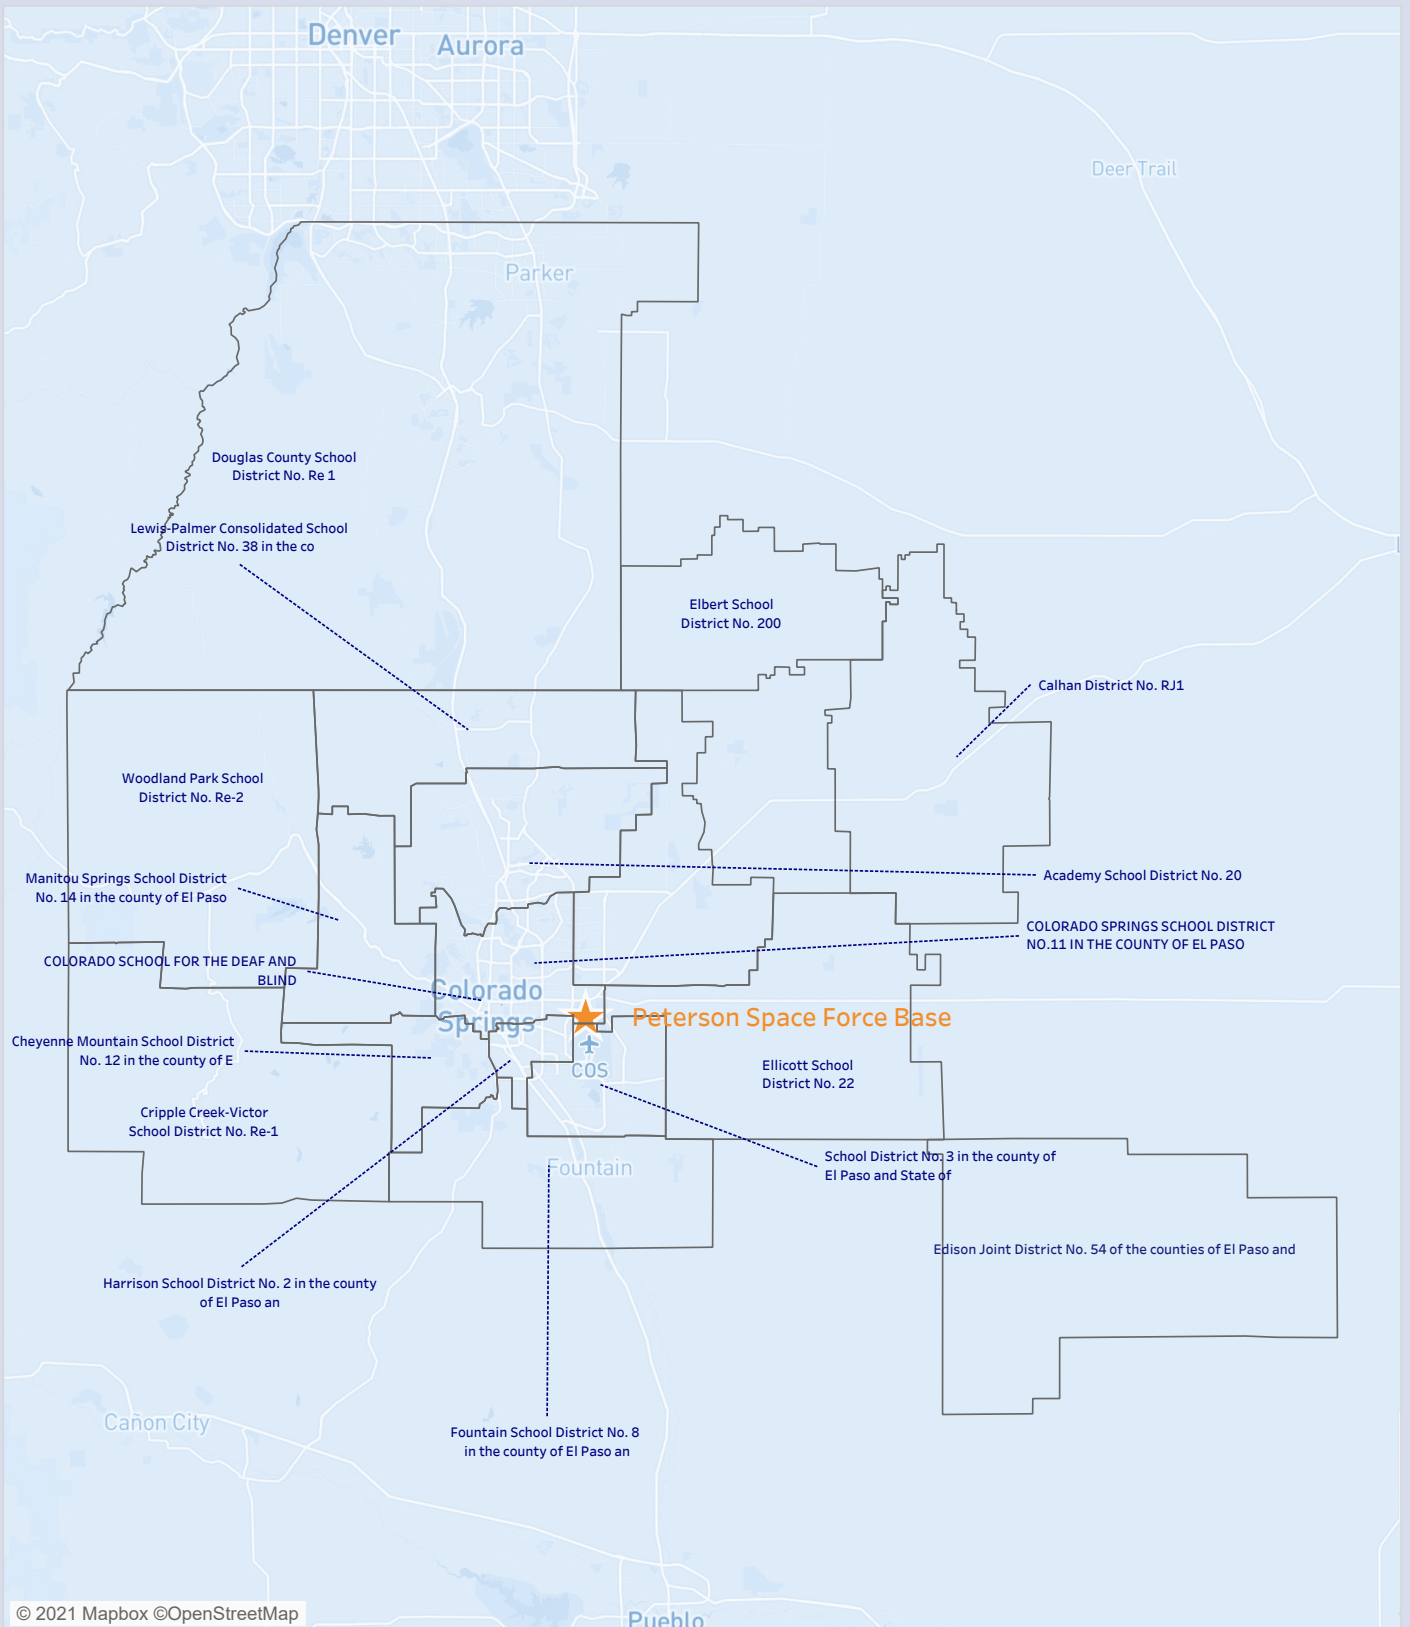 Denver
Aurora
Deer Trail
Parker
Douglas County School
District No. Re 1
Lewis-Palmer Consolidated School
District No. 38 in the co
Elbert School
District No. 200
Calhan District No. RJ1
Woodland Park School
District No. Re-2
Manitou Springs School District
No. 14 in the county of El Paso
Academy School District No. 20
COLORADO SPRINGS SCHOOL DISTRICT
NO.11 IN THE COUNTY OF EL PASO
COLORADO SCHOOL FOR THE DEAF AND
BLIND
Colorado
Springs
Peterson Space Force Base
Cheyenne Mountain School District
No. 12 in the county of E
COS
Ellicott School
District No. 22
Cripple Creek-Victor
School District No. Re-1
School District No. 3 in the county of
El Paso and State of
Fountain
Edison Joint District No. 54 of the counties of El Paso and
Harrison School District No. 2 in the county
of El Paso an
Cañon City
Fountain School District No. 8
in the county of El Paso an
© 2021 Mapbox ©OpenStreetMap
Pueblo